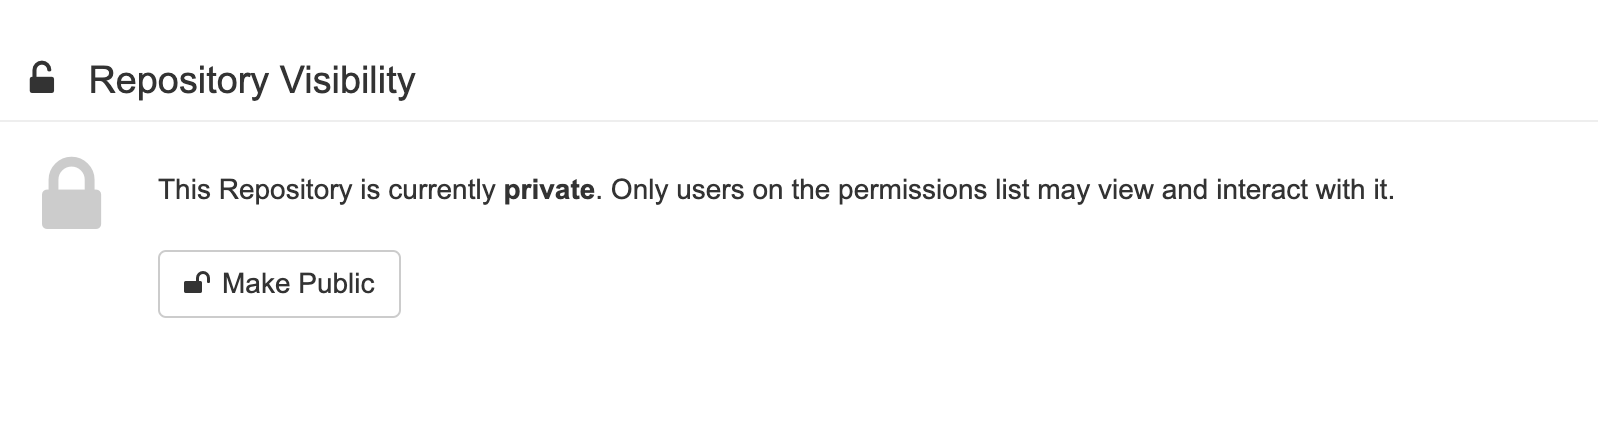 Repository Visibility
This Repository is currently private. Only users on the permissions list may view and interact with it.
Make Public